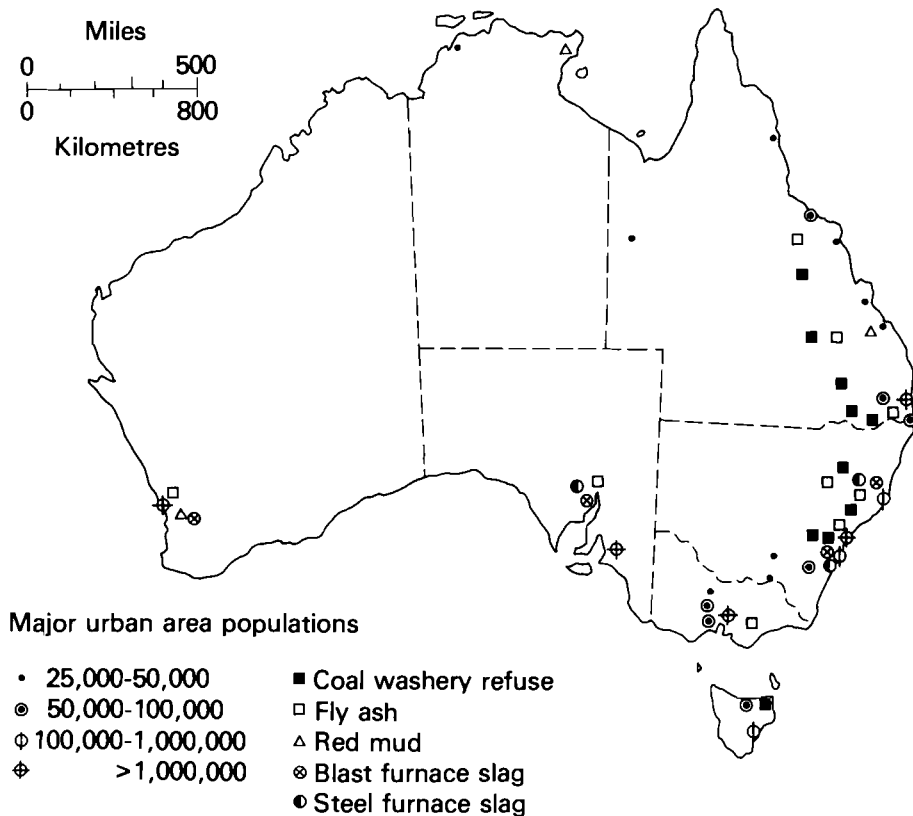 Miles
0 500
0 800
Kilometres
Major urban area populations
25,000-50,000
50,000-100,000
100,000-1,000,000
>1,000,000
Coal washery refuse
Fly ash
Red mud
Blast furnace slag
Steel furnace slag